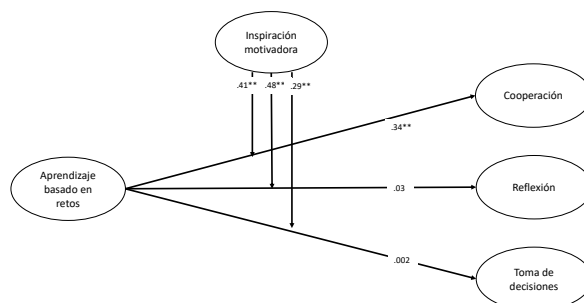 Inspiración
motivadora
.41**
.48**
.29**
Cooperación
.34**
Aprendizaje
basado en
retos
.03
Reflexión
.002
Toma de
decisiones